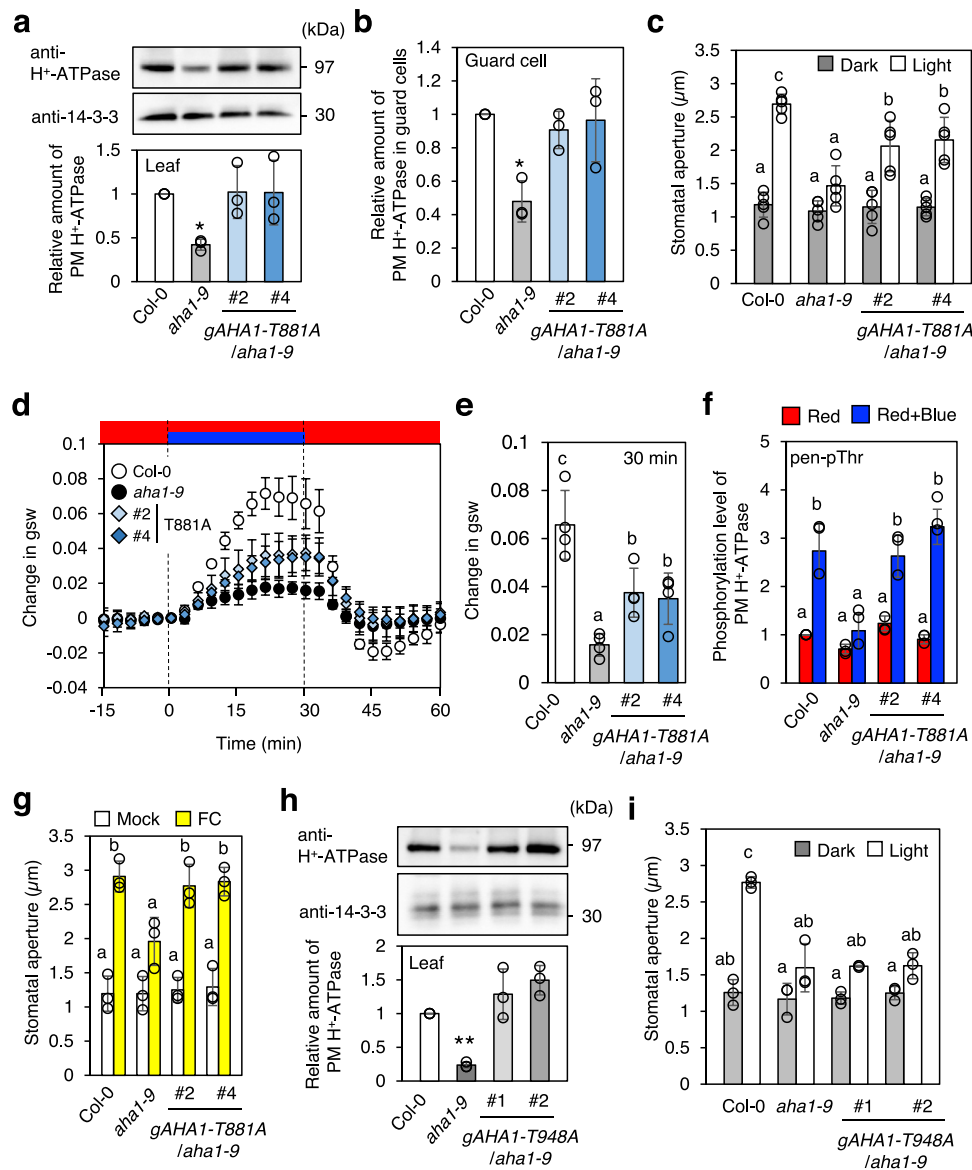 a
(kDa)
anti-
H⁺-ATPase
97
anti-14-3-3
30
Relative amount of
PM H⁺-ATPase
1.5
1
0.5
0
Leaf
*
Col-0
aha1-9
#2
#4
gAHA1-T881A
/aha1-9
b
Relative amount of
PM H⁺-ATPase in guard cells
1.4
1.2
1
0.8
0.6
0.4
0.2
0
Guard cell
*
Col-0
aha1-9
#2
#4
gAHA1-T881A
/aha1-9
c
Stomatal aperture (µm)
3.5
3
2.5
2
1.5
1
Dark
Light
a
c
a
a
a
b
a
b
Col-0
aha1-9
#2
#4
gAHA1-T881A
/aha1-9
d
Change in gsw
0.1
0.08
0.06
0.04
0.02
0
-0.02
-0.04
Col-0
aha1-9
#2
#4
T881A
-15
0
15
30
45
60
Time (min)
e
Change in gsw
0.1
0.08
0.06
0.04
0.02
0
30 min
c
a
b
b
Col-0
aha1-9
#2
#4
gAHA1-T881A
/aha1-9
f
Red
Red+Blue
Phosphorylation level of
PM H⁺-ATPase
5
4
3
2
1
0
pen-pThr
a
b
a
a
a
b
a
b
Col-0
aha1-9
#2
#4
gAHA1-T881A
/aha1-9
g
Mock
FC
Stomatal aperture (µm)
3.5
3
2.5
2
1.5
1
a
b
a
a
a
b
a
b
Col-0
aha1-9
#2
#4
gAHA1-T881A
/aha1-9
h
(kDa)
anti-
H⁺-ATPase
97
anti-14-3-3
30
Relative amount of
PM H⁺-ATPase
2
1.5
1
0.5
0
Leaf
**
Col-0
aha1-9
#1
#2
gAHA1-T948A
/aha1-9
i
Stomatal aperture (µm)
3.5
3
2.5
2
1.5
1
Dark
Light
ab
c
a
ab
a
ab
a
ab
Col-0
aha1-9
#1
#2
gAHA1-T948A
/aha1-9